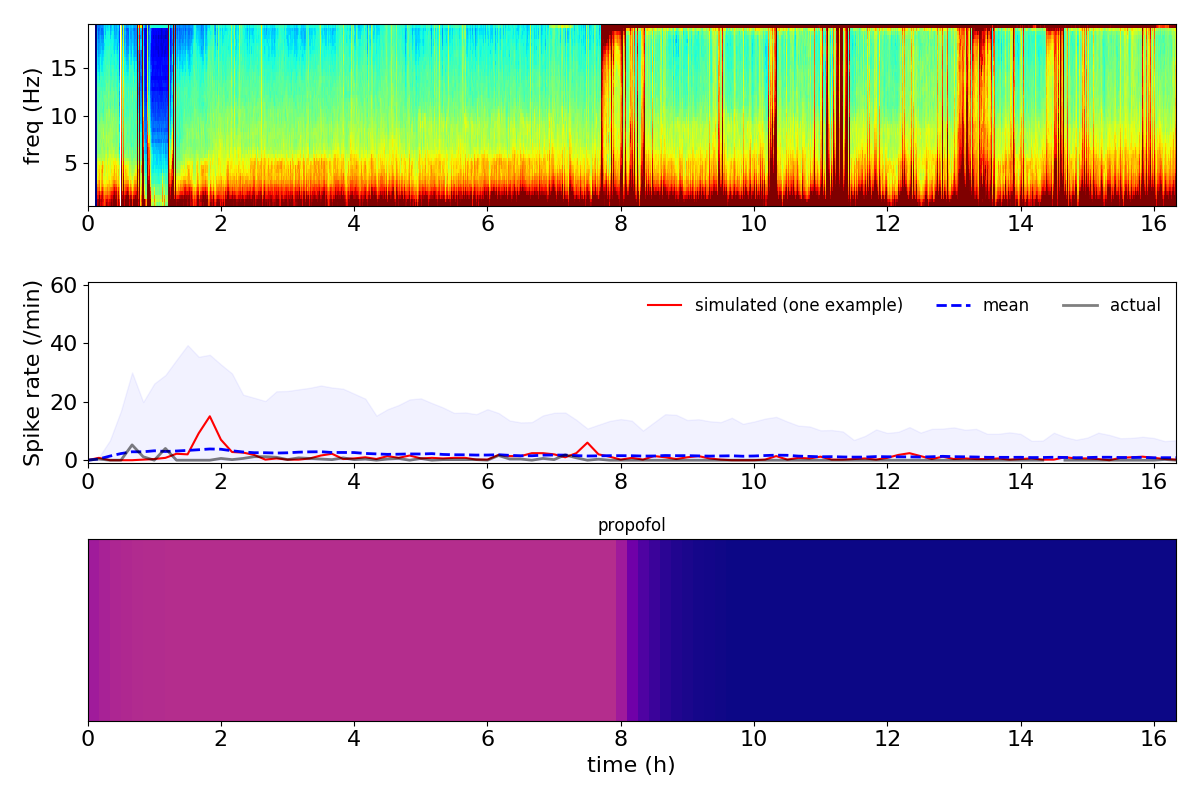 freq (Hz)
15
10
5
0 2 4 6 8 10 12 14 16
Spike rate (/min)
60
40
20
0
simulated (one example) mean actual
0 2 4 6 8 10 12 14 16
propofol
0 2 4 6 8 10 12 14 16
time (h)